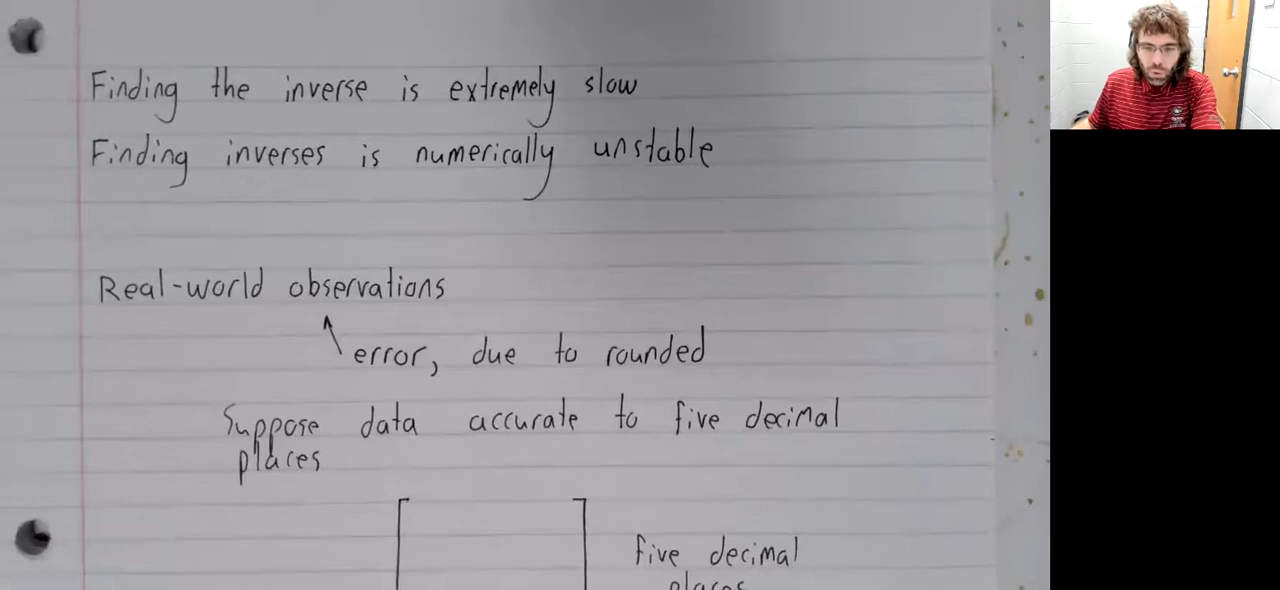 Finding the inverse is extremely slow
Finding inverses is numerically unstable
Real-world observations
error, due to rounded
Suppose data accurate to five decimal
places
five decimal
places